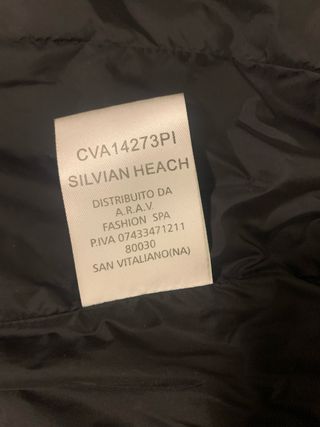 CVA14273PI
SILVIAN HEACH
DISTRIBUITO DA
A.R.A.V.
FASHION SPA
P.IVA 07433471211
80030
SAN VITALIANO(NA)